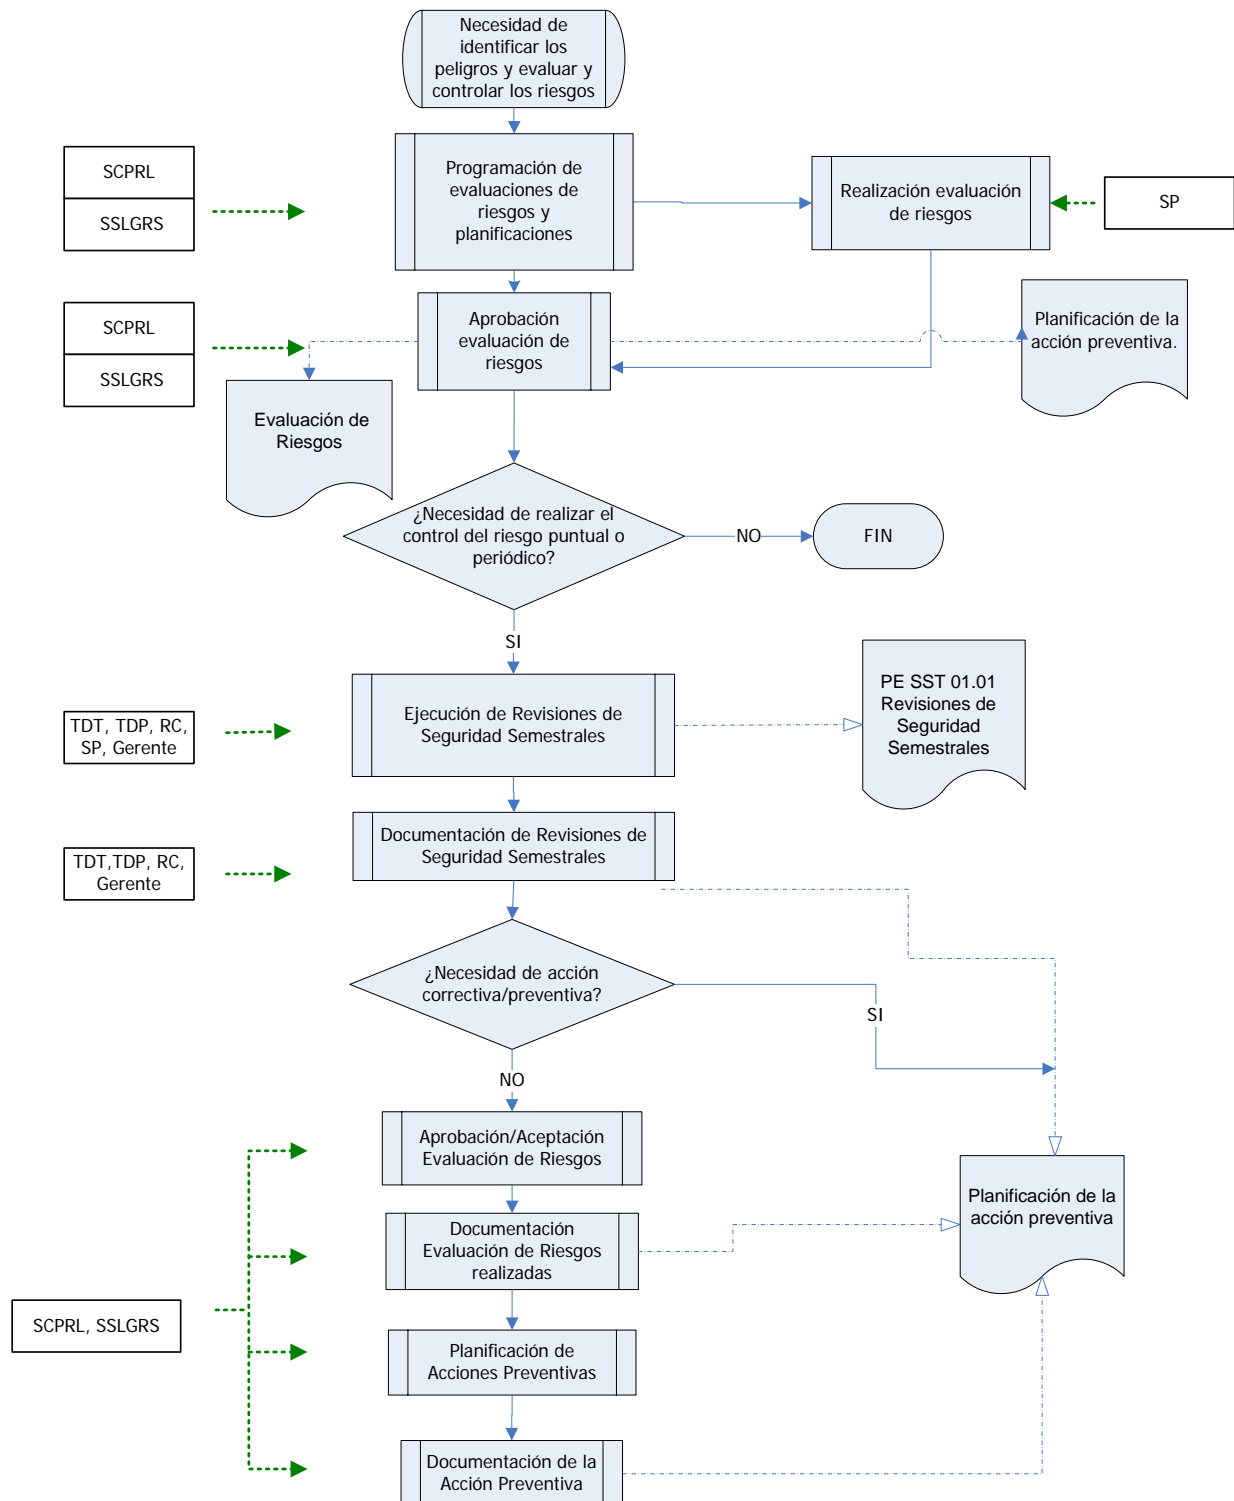 Necesidad de
identificar los
peligros y evaluar y
controlar los riesgos
SCPRL
SSLGRS
Programación de
evaluaciones de
riesgos y
planificaciones
Realización evaluación
de riesgos
SP
SCPRL
SSLGRS
Aprobación
evaluación de
riesgos
Planificación de la
acción preventiva.
Evaluación de
Riesgos
¿Necesidad de realizar el
control del riesgo puntual o
periódico?
NO
FIN
SI
TDT, TDP, RC,
SP, Gerente
Ejecución de Revisiones de
Seguridad Semestrales
PE SST 01.01
Revisiones de
Seguridad
Semestrales
TDT,TDP, RC,
Gerente
Documentación de Revisiones de
Seguridad Semestrales
¿Necesidad de acción
correctiva/preventiva?
SI
NO
Aprobación/Aceptación
Evaluación de Riesgos
Planificación de la
acción preventiva
Documentación
Evaluación de Riesgos
realizadas
SCPRL, SSLGRS
Planificación de
Acciones Preventivas
Documentación de la
Acción Preventiva